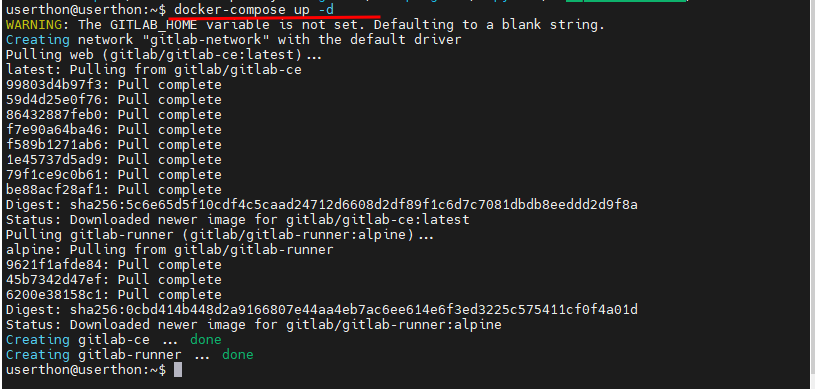 userthon@userthon:~$ docker-compose up -d
WARNING: The GITLAB_HOME variable is not set. Defaulting to a blank string.
Creating network "gitlab-network" with the default driver
Pulling web (gitlab/gitlab-ce:latest)...
latest: Pulling from gitlab/gitlab-ce
99803d4b97f3: Pull complete
59d4d25e0f76: Pull complete
86432887feb0: Pull complete
f7e90a64ba46: Pull complete
f589b1271ab6: Pull complete
1e45737d5ad9: Pull complete
79f1ce9c0b61: Pull complete
be88acf28af1: Pull complete
Digest: sha256:5c6e65d5f10cdf4c5caad24712d6608d2df89f1c6d7c7081dbdb8eeddd2d9f8a
Status: Downloaded newer image for gitlab/gitlab-ce:latest
Pulling gitlab-runner (gitlab/gitlab-runner:alpine)...
alpine: Pulling from gitlab/gitlab-runner
9621f1afde84: Pull complete
45b7342d47ef: Pull complete
6200e38158c1: Pull complete
Digest: sha256:0cbd414b448d2a9166807e44aa4eb7ac6ee614e6f3ed3225c575411cf0f4a01d
Status: Downloaded newer image for gitlab/gitlab-runner:alpine
Creating gitlab-ce ... done
Creating gitlab-runner ... done
userthon@userthon:~$